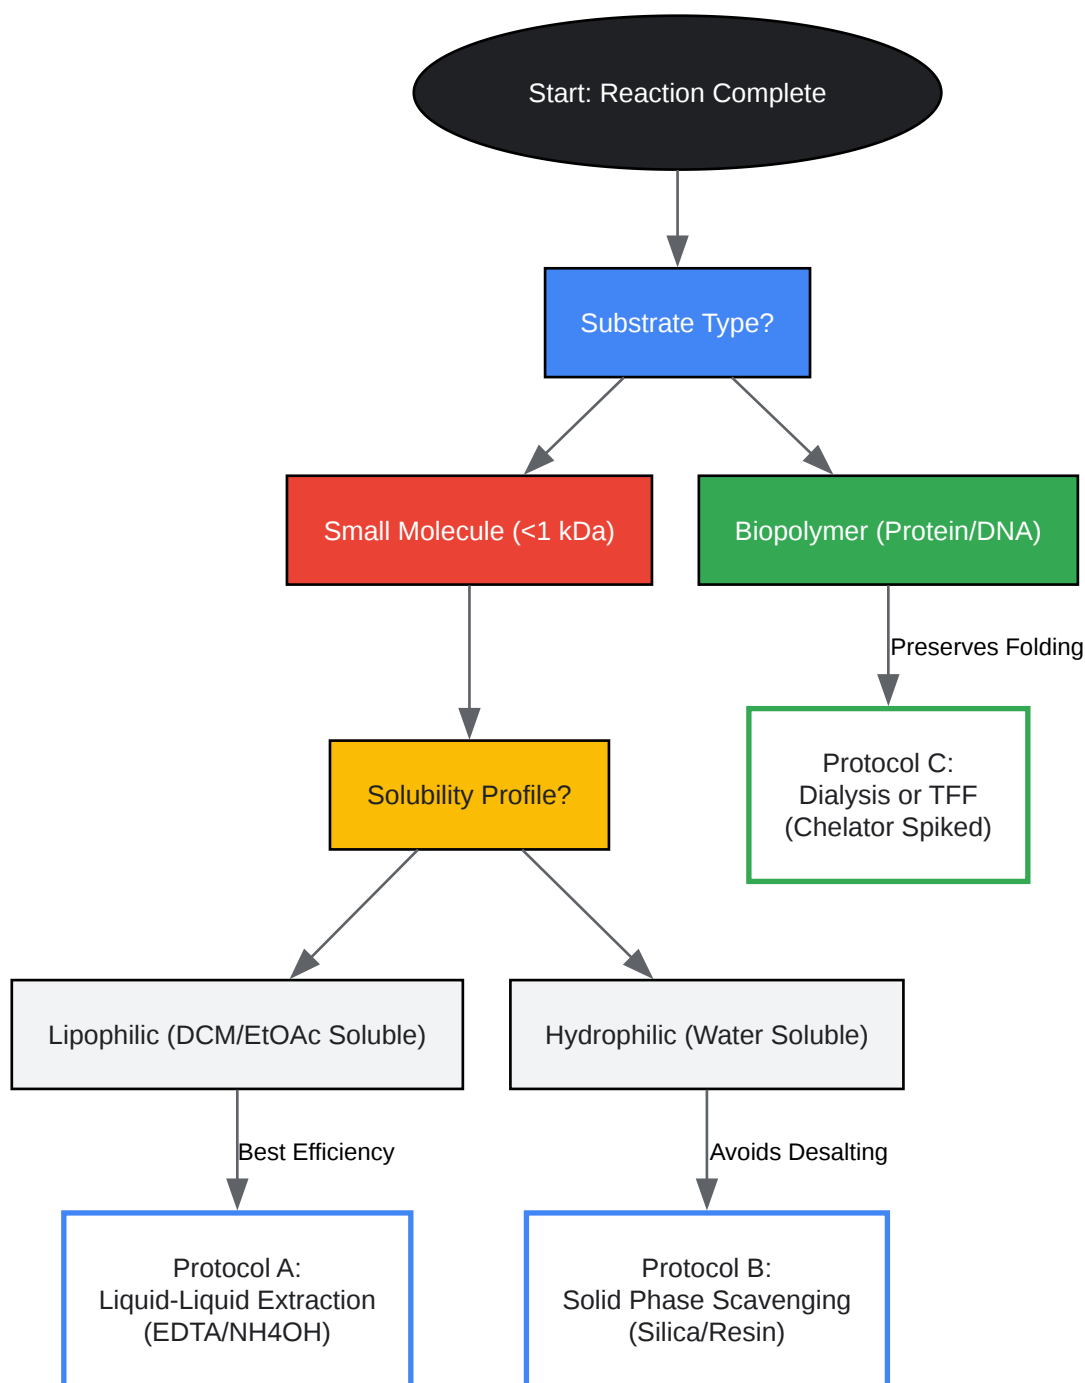 Start: Reaction Complete
Substrate Type?
Small Molecule (<1 kDa)
Biopolymer (Protein/DNA)
Preserves Folding
Protocol C:
Dialysis or TFF
(Chelator Spiked)
Solubility Profile?
Lipophilic (DCM/EtOAc Soluble)
Hydrophilic (Water Soluble)
Best Efficiency
Avoids Desalting
Protocol A:
Liquid-Liquid Extraction
(EDTA/NH4OH)
Protocol B:
Solid Phase Scavenging
(Silica/Resin)